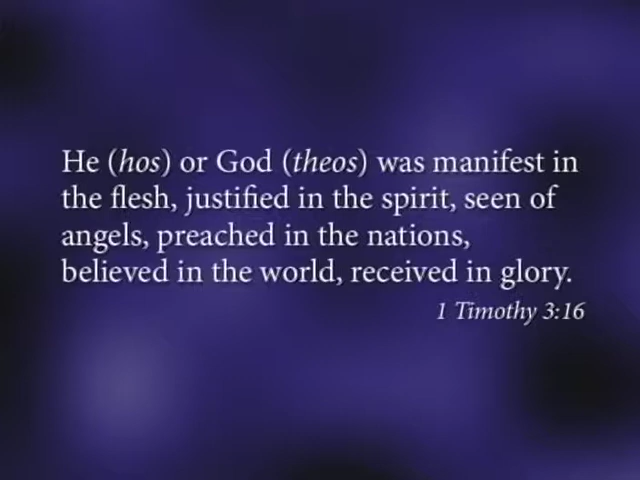 He (hos) or God (theos) was manifest in
the flesh, justified in the spirit, seen of
angels, preached in the nations,
believed in the world, received in glory.
1 Timothy 3:16